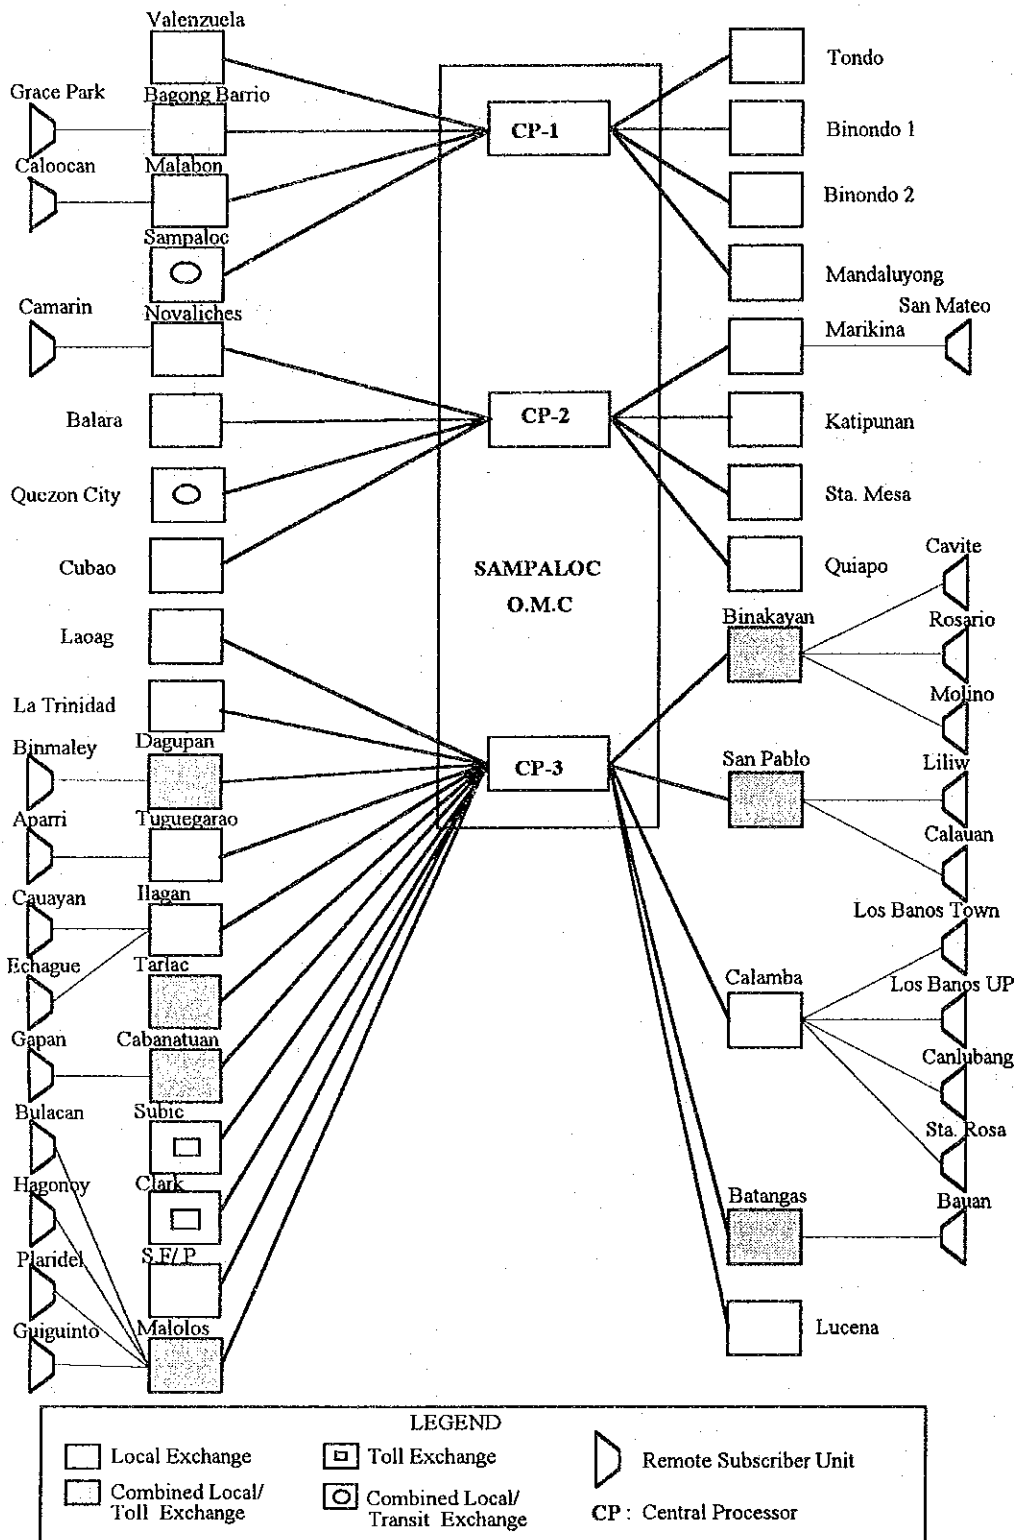 Valenzuela
Tondo
Grace Park
Bagong Barrio
CP-1
Binondo 1
Caloocan
Malabon
Binondo 2
Sampaloc
Mandaluyong
Camarin
Novaliches
Marikina
San Mateo
Balara
CP-2
Katipunan
Quezon City
Sta. Mesa
Cubao
SAMPALOC
O.M.C
Quiapo
Cavite
Laoag
Binakayan
Rosario
La Trinidad
Molino
Binmaley
Dagupan
CP-3
San Pablo
Liliw
Aparri
Tuguegarao
Calauan
Cauayan
Ilagan
Los Banos Town
Echague
Tarlac
Calamba
Los Banos UP
Gapan
Cabanatuan
Canlubang
Bulacan
Subic
Sta. Rosa
Hagonoy
Clark
Batangas
Bauan
Plaridel
S.F/ P
Guiguinto
Malolos
Lucena
LEGEND
Local Exchange
Toll Exchange
Remote Subscriber Unit
Combined Local/
Toll Exchange
Combined Local/
Transit Exchange
CP : Central Processor